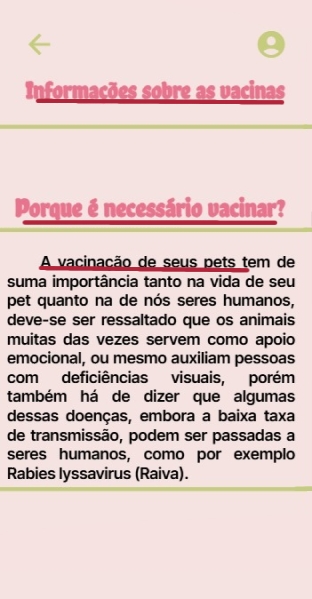 Informações sobre as vacinas
Porque é necessário vacinar?
A vacinação de seus pets tem de
suma importância tanto na vida de seu
pet quanto na de nós seres humanos,
deve-se ser ressaltado que os animais
muitas das vezes servem como apoio
emocional, ou mesmo auxiliam pessoas
com deficiências visuais, porém
também há de dizer que algumas
dessas doenças, embora a baixa taxa
de transmissão, podem ser passadas a
seres humanos, como por exemplo
Rabies lyssavirus (Raiva).